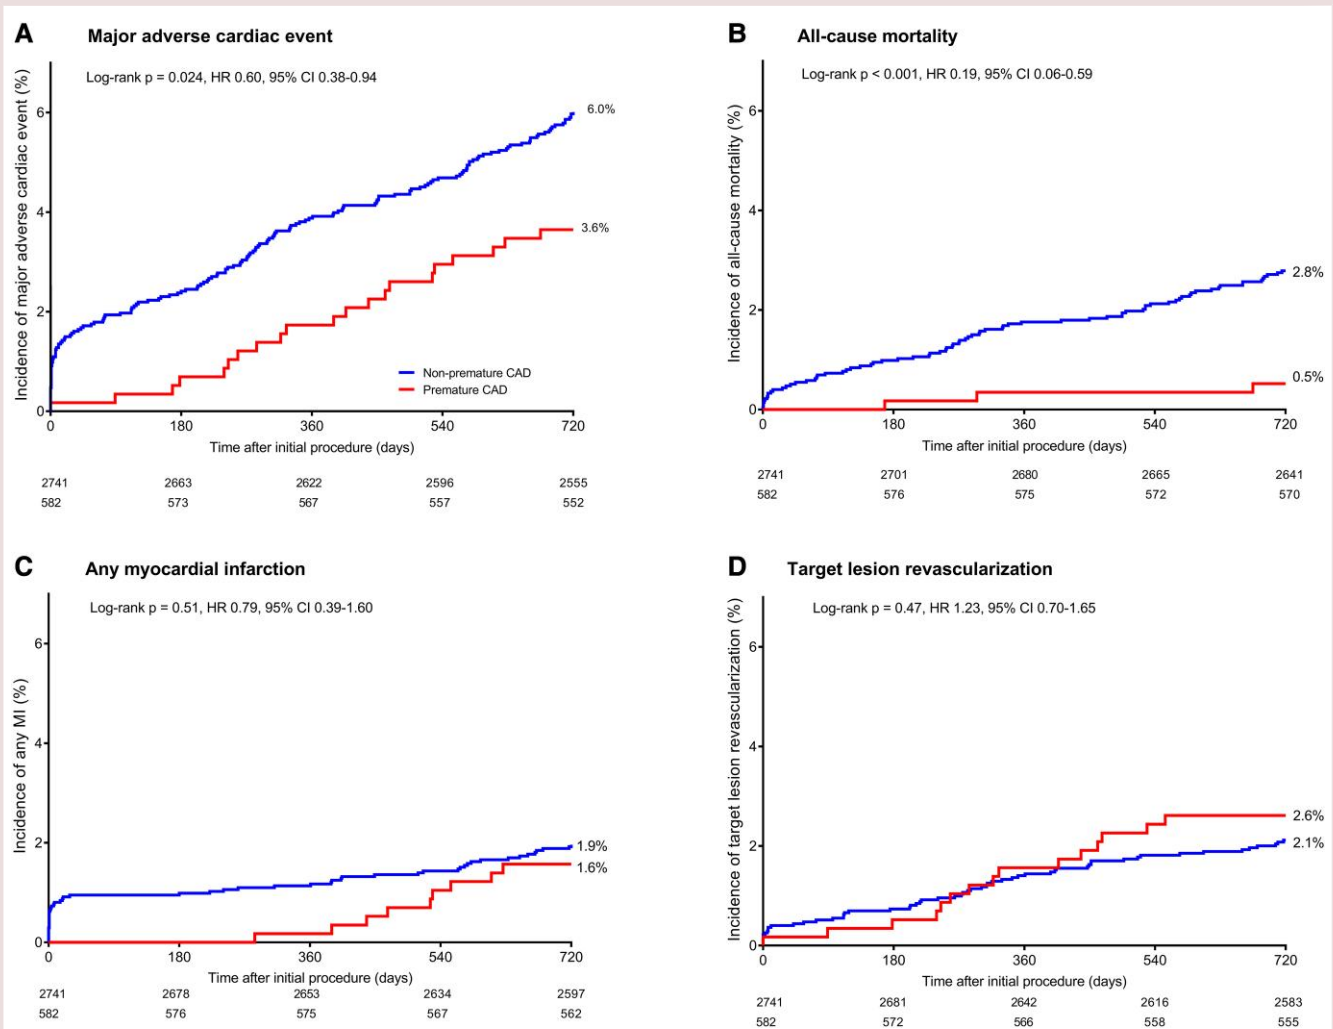 A Major adverse cardiac event
Log-rank p = 0.024, HR 0.60, 95% CI 0.38-0.94
Incidence of major adverse cardiac event (%)
6
4
2
0
6.0%
3.6%
Non-premature CAD
Premature CAD
0 180 360 540 720
Time after initial procedure (days)
2741 2663 2622 2596 2555
582 573 567 557 552
B All-cause mortality
Log-rank p < 0.001, HR 0.19, 95% CI 0.06-0.59
Incidence of all-cause mortality (%)
6
4
2
0
2.8%
0.5%
0 180 360 540 720
Time after initial procedure (days)
2741 2701 2680 2665 2641
582 576 575 572 570
C Any myocardial infarction
Log-rank p = 0.51, HR 0.79, 95% CI 0.39-1.60
Incidence of any MI (%)
6
4
2
0
1.9%
1.6%
0 180 360 540 720
Time after initial procedure (days)
2741 2678 2653 2634 2597
582 576 575 567 562
D Target lesion revascularization
Log-rank p = 0.47, HR 1.23, 95% CI 0.70-1.65
Incidence of target lesion revascularization (%)
6
4
2
0
2.6%
2.1%
0 180 360 540 720
Time after initial procedure (days)
2741 2681 2642 2616 2583
582 572 566 558 555